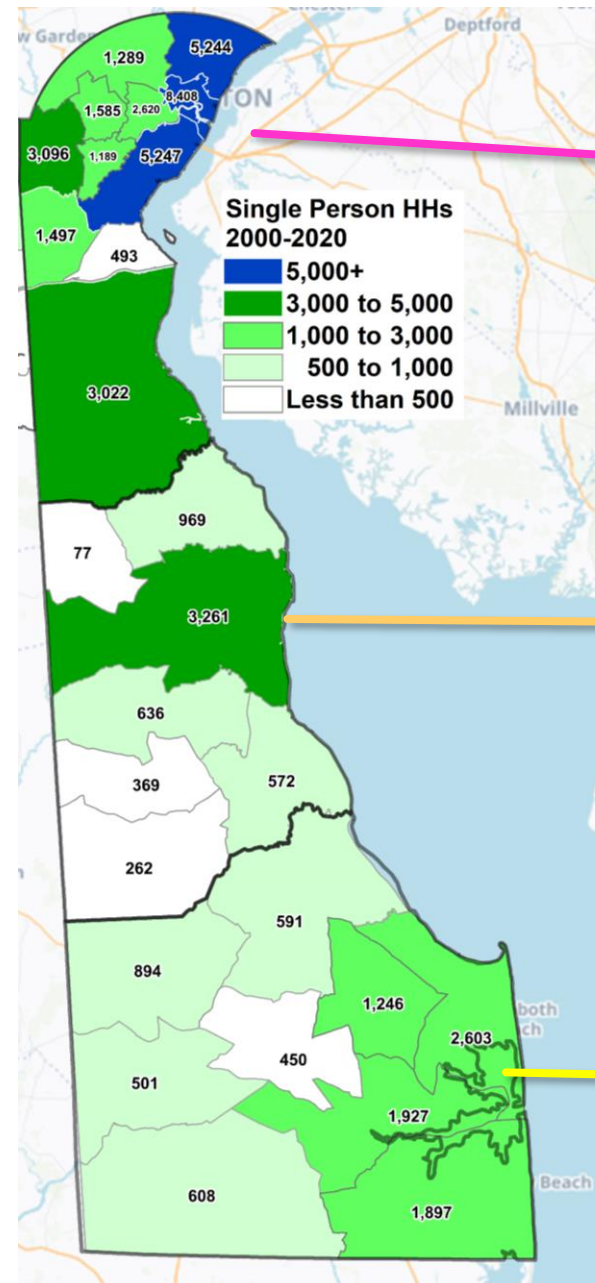 Deptford
w Garden
1,289
5,244
1,585
2,620
8,408
TON
3,096
1,189
5,247
1,497
493
Single Person HHs
2000-2020
5,000+
3,000 to 5,000
1,000 to 3,000
500 to 1,000
Less than 500
3,022
Millville
969
77
3,261
636
369
572
262
591
894
1,246
both
ch
2,603
450
501
1,927
608
1,897
Beach